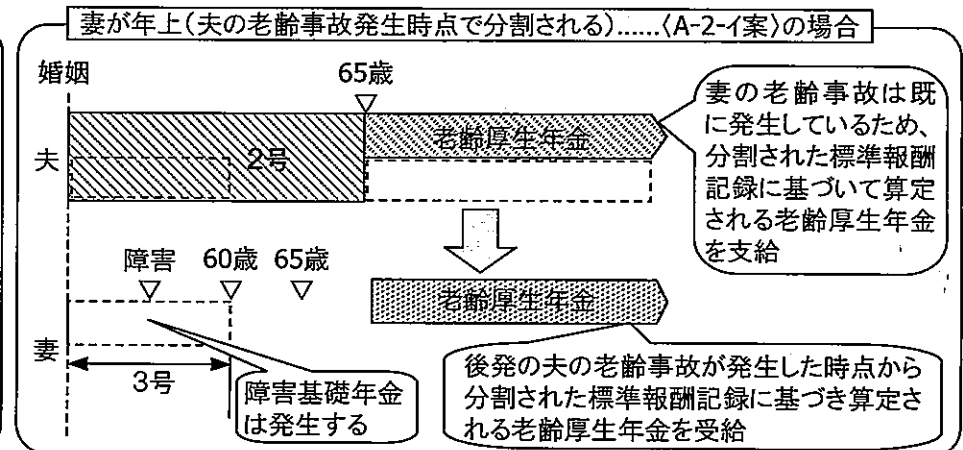 妻が年上(夫の老齢事故発生時点で分割される)……〈A-2-イ案〉の場合
婚姻
65歳
夫
2号
老齢厚生年金
妻の老齢事故は既
に発生しているため、
分割された標準報酬
記録に基づいて算定
される老齢厚生年金
を支給
障害 60歳 65歳
妻
3号
老齢厚生年金
障害基礎年金
は発生する
後発の夫の老齢事故が発生した時点から
分割された標準報酬記録に基づき算定さ
れる老齢厚生年金を受給